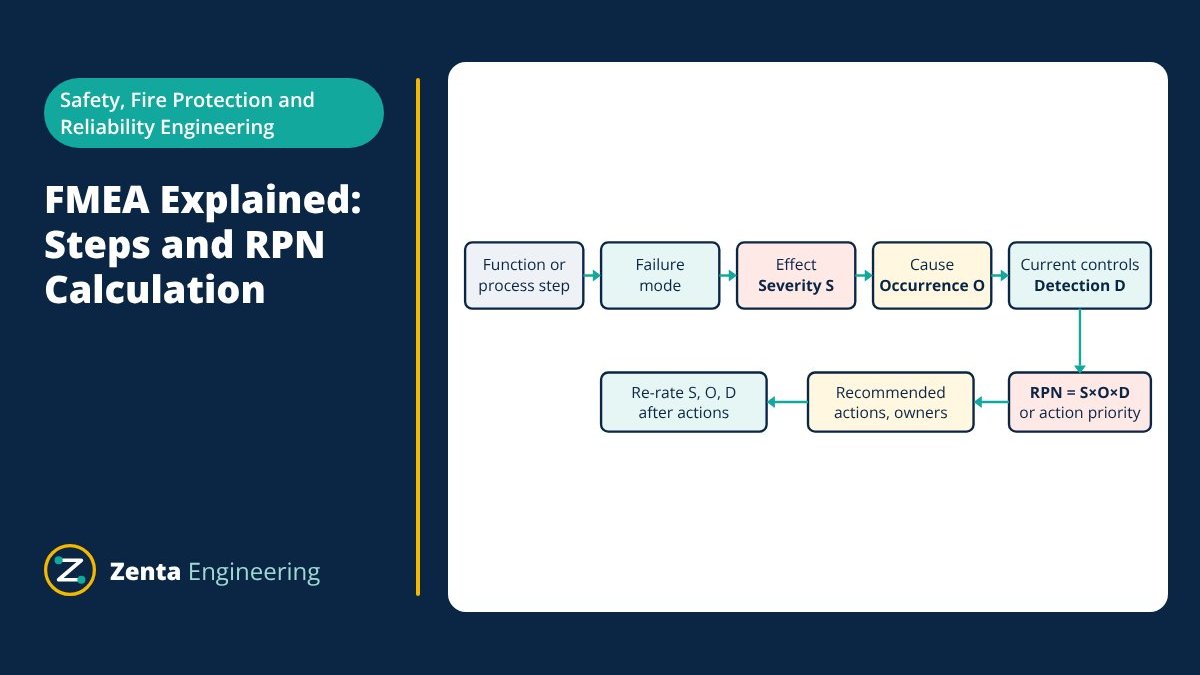 Safety, Fire Protection and
Reliability Engineering
FMEA Explained:
Steps and RPN
Calculation
Function or
process step
Failure
mode
Effect
Severity S
Cause
Occurrence O
Current controls
Detection D
RPN = S×O×D
or action priority
Recommended
actions, owners
Re-rate S, O, D
after actions
Z
Zenta Engineering